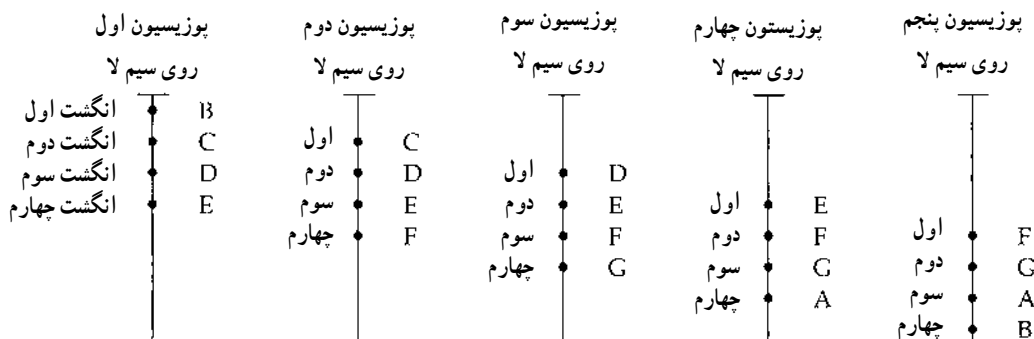 پوزیسیون اول
روی سیم لا
انگشت اول B
انگشت دوم C
انگشت سوم D
انگشت چهارم E
پوزیسیون دوم
روی سیم لا
اول C
دوم D
سوم E
چهارم F
پوزیسیون سوم
روی سیم لا
اول D
دوم E
سوم F
چهارم G
پوزیستون چهارم
روی سیم لا
اول E
دوم F
سوم G
چهارم A
پوزیسیون پنجم
روی سیم لا
اول F
دوم G
سوم A
چهارم B